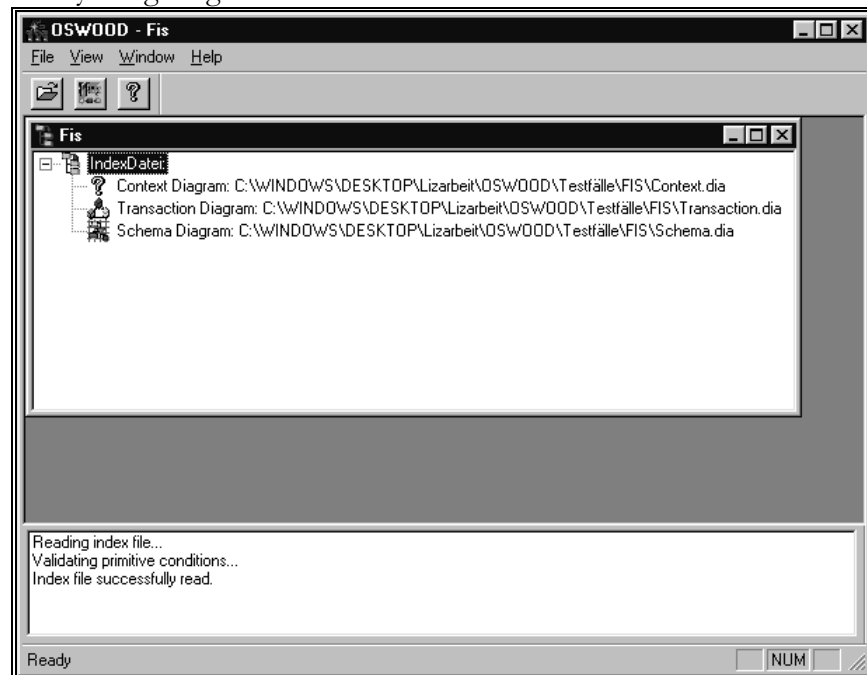 OSWOOD - Fis
File View Window Help
Fis
IndexDatei:
Context Diagram: C:\WINDOWS\DESKTOP\Lizarbeit\OSWOOD\Testfälle\FIS\Context.dia
Transaction Diagram: C:\WINDOWS\DESKTOP\Lizarbeit\OSWOOD\Testfälle\FIS\Transaction.dia
Schema Diagram: C:\WINDOWS\DESKTOP\Lizarbeit\OSWOOD\Testfälle\FIS\Schema.dia
Reading index file...
Validating primitive conditions...
Index file successfully read.
Ready NUM